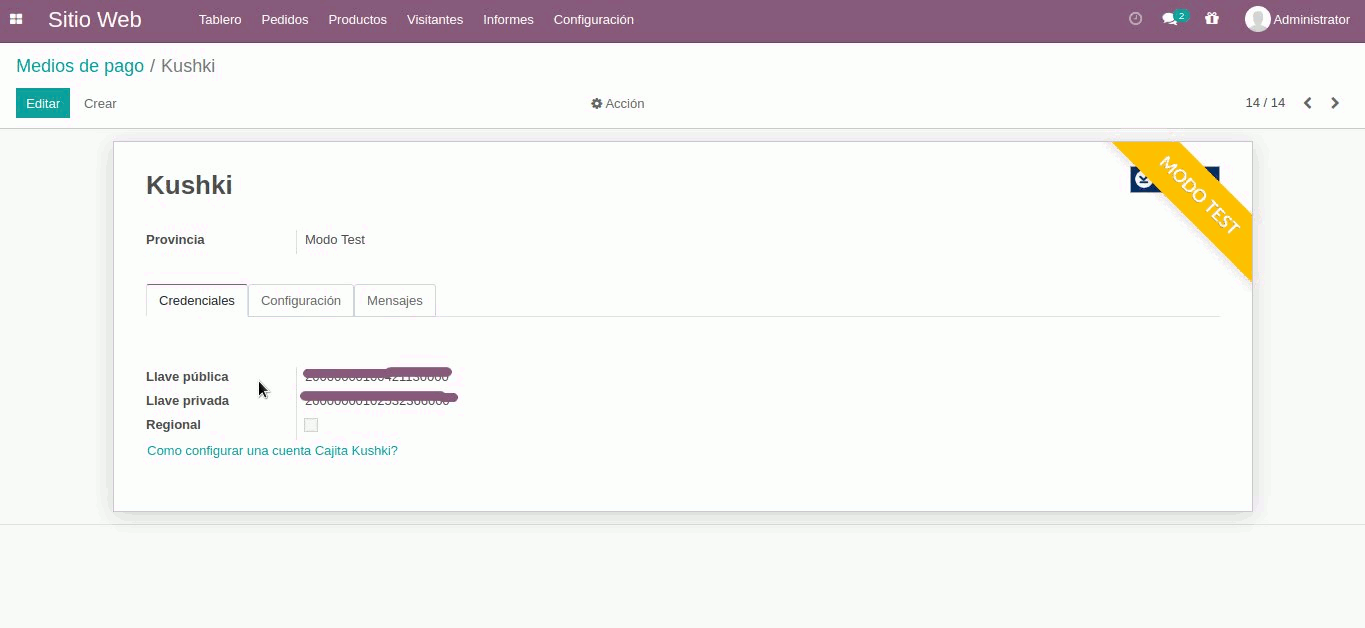 Sitio Web Tablero Pedidos Productos Visitantes Informes Configuración 2 Administrator
Medios de pago / Kushki
Editar Crear Acción 14 / 14
Kushki
MODO TEST
Provincia Modo Test
Credenciales Configuración Mensajes
Llave pública
Llave privada
Regional
Como configurar una cuenta Cajita Kushki?